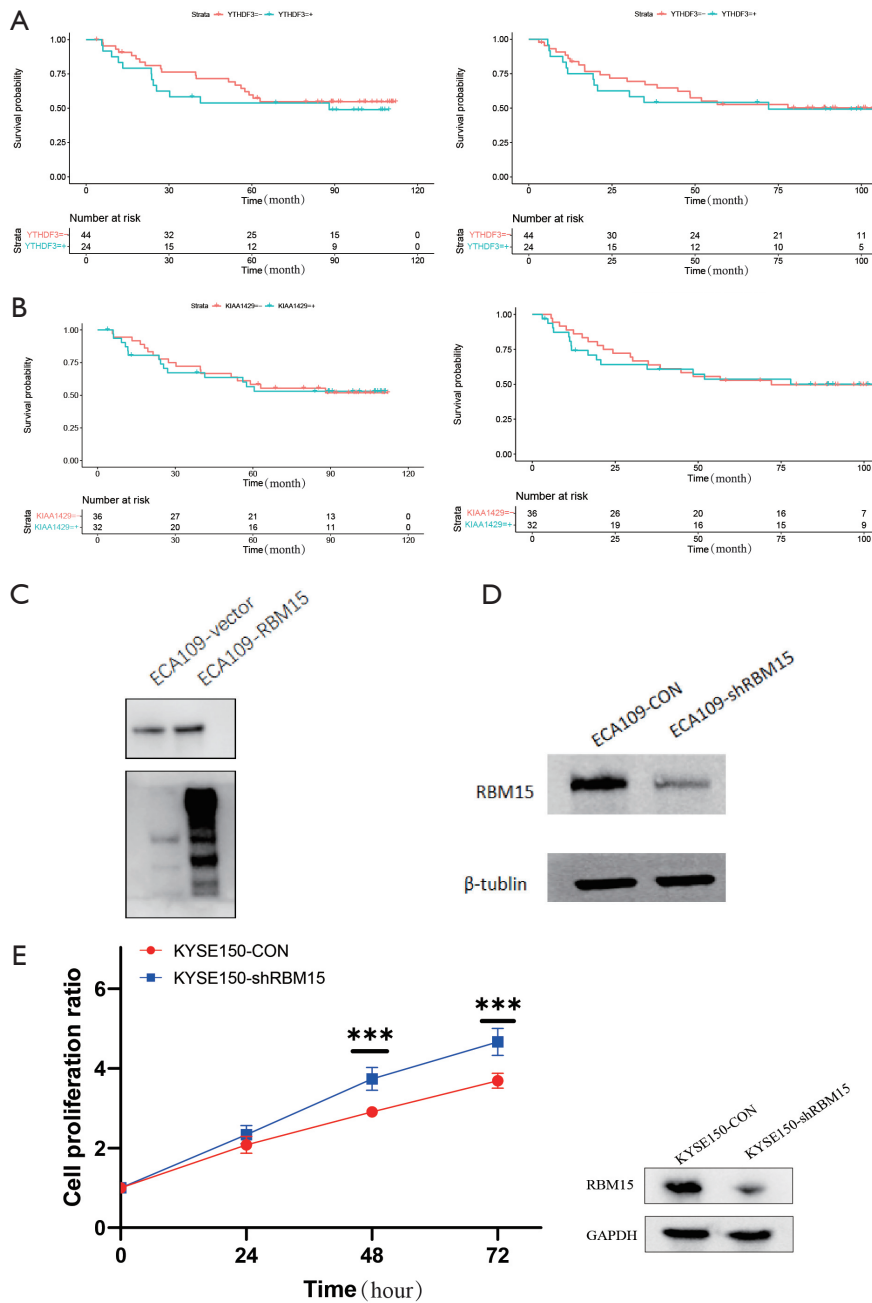 A
Strata YTHDF3=- YTHDF3=+
Survival probability
1.00
0.75
0.50
0.25
0.00
0 30 60 90 120
Time (month)
Number at risk
Strata
YTHDF3=- 44 32 25 15 0
YTHDF3=+ 24 15 12 9 0
0 30 60 90 120
Time (month)
Strata YTHDF3=- YTHDF3=+
Survival probability
1.00
0.75
0.50
0.25
0.00
0 25 50 75 100
Time (month)
Number at risk
Strata
YTHDF3=- 44 30 24 21 11
YTHDF3=+ 24 15 12 10 5
0 25 50 75 100
Time (month)
B
Strata KIAA1429=- KIAA1429=+
Survival probability
1.00
0.75
0.50
0.25
0.00
0 30 60 90 120
Time (month)
Number at risk
Strata
KIAA1429=- 36 27 21 13 0
KIAA1429=+ 32 20 16 11 0
0 30 60 90 120
Time (month)
Survival probability
1.00
0.75
0.50
0.25
0.00
0 25 50 75 100
Time (month)
Number at risk
Strata
KIAA1429=- 36 26 20 16 7
KIAA1429=+ 32 19 16 15 9
0 25 50 75 100
Time (month)
C
ECA109-vector
ECA109-RBM15
D
ECA109-CON
ECA109-shRBM15
RBM15
β-tublin
E
KYSE150-CON
KYSE150-shRBM15
Cell proliferation ratio
6
4
2
0
*** ***
0 24 48 72
Time (hour)
KYSE150-CON
KYSE150-shRBM15
RBM15
GAPDH